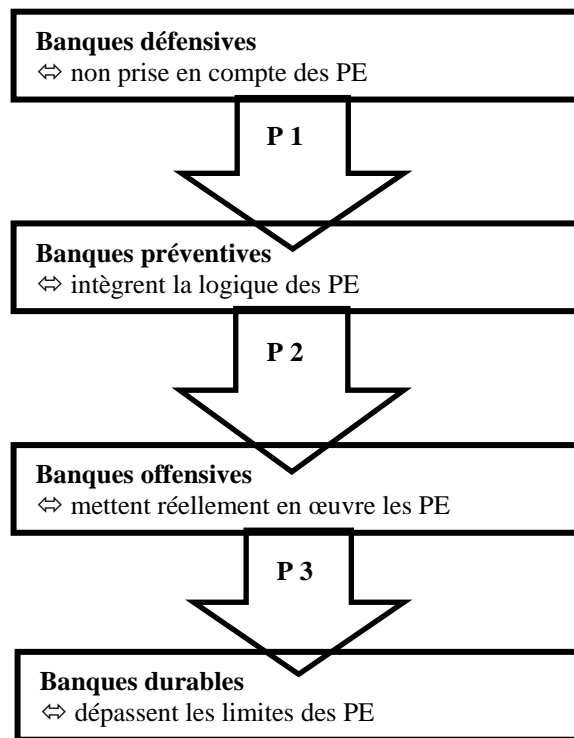 Banques défensives
⬄ non prise en compte des PE
P 1
Banques préventives
⬄ intègrent la logique des PE
P 2
Banques offensives
⬄ mettent réellement en œuvre les PE
P 3
Banques durables
⬄ dépassent les limites des PE